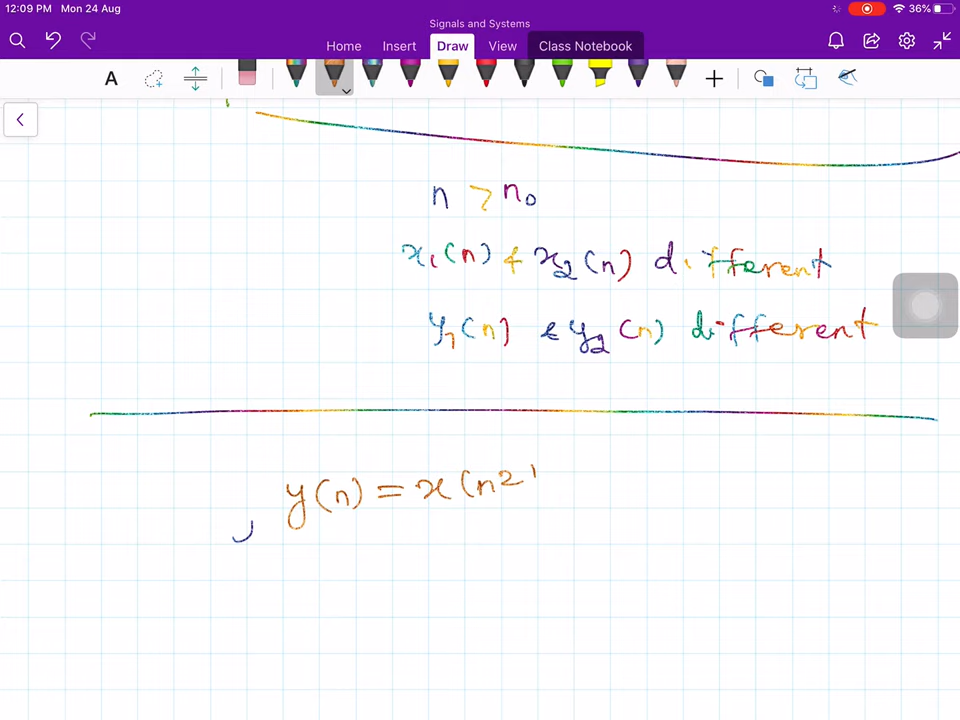 12:09 PM Mon 24 Aug
36%
Signals and Systems
Home Insert Draw View Class Notebook
A
n > n0
x1(n) & x2(n) different
y1(n) & y2(n) different
y(n) = x(n2)